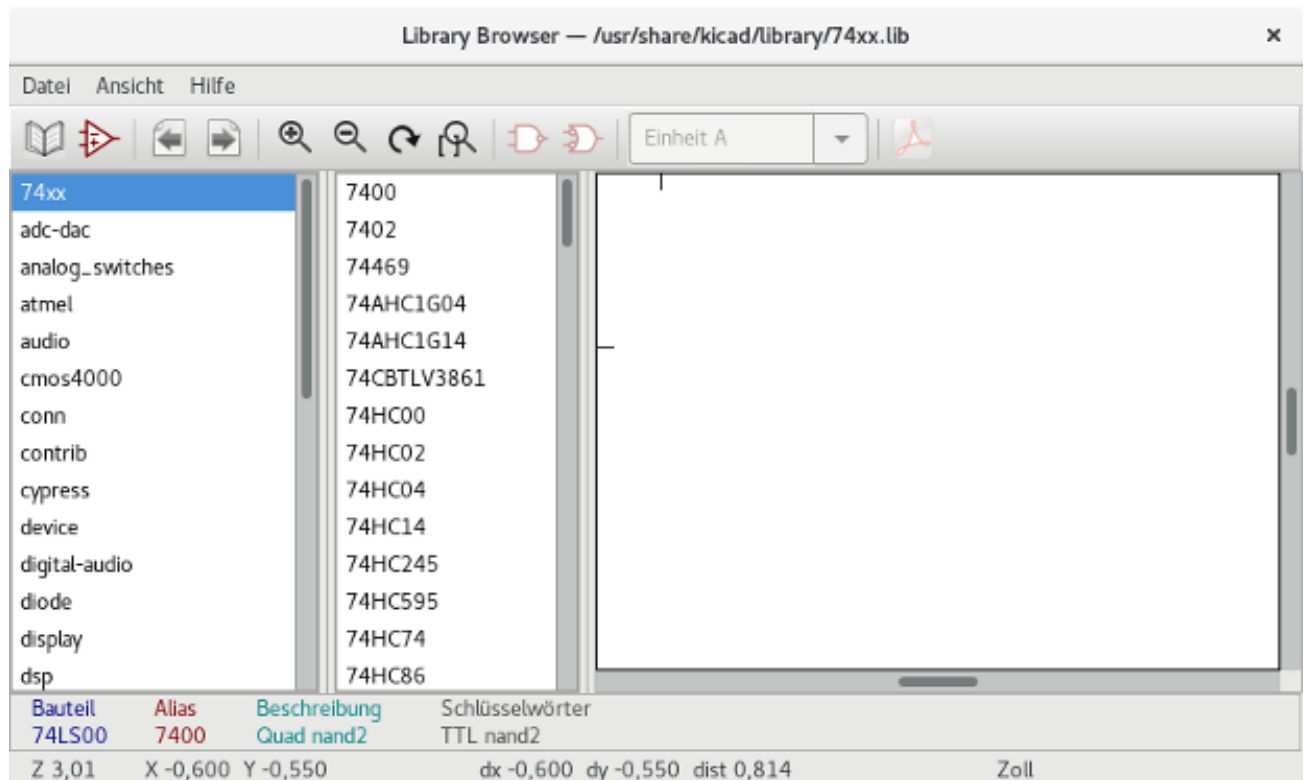 Library Browser — /usr/share/kicad/library/74xx.lib
Datei Ansicht Hilfe
Einheit A
74xx
adc-dac
analog_switches
atmel
audio
cmos4000
conn
contrib
cypress
device
digital-audio
diode
display
dsp
7400
7402
74469
74AHC1G04
74AHC1G14
74CBTLV3861
74HC00
74HC02
74HC04
74HC14
74HC245
74HC595
74HC74
74HC86
Bauteil Alias Beschreibung Schlüsselwörter
74LS00 7400 Quad nand2 TTL nand2
Z 3,01 X -0,600 Y -0,550 dx -0,600 dy -0,550 dist 0,814 Zoll